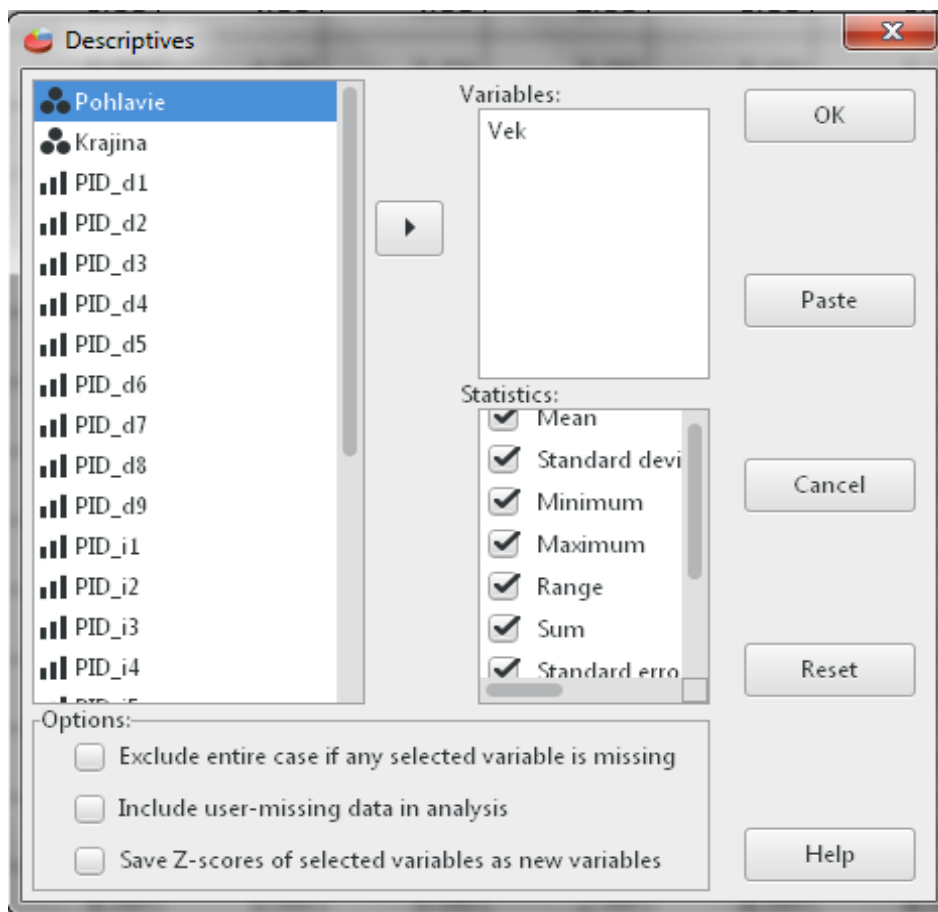 Descriptives
Pohlavie
Krajina
PID_d1
PID_d2
PID_d3
PID_d4
PID_d5
PID_d6
PID_d7
PID_d8
PID_d9
PID_i1
PID_i2
PID_i3
PID_i4
Variables:
Vek
Statistics:
Mean
Standard devi
Minimum
Maximum
Range
Sum
Standard erro
OK
Paste
Cancel
Reset
Help
Options:
Exclude entire case if any selected variable is missing
Include user-missing data in analysis
Save Z-scores of selected variables as new variables